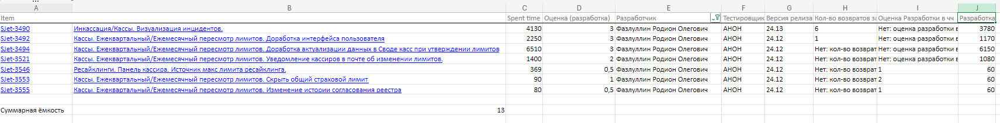 A B C D E F G H I J
Item Spent time Оценка (разработка) Разработчик Тестировщик Версия релиза Кол-во возвратов за Оценка Разработки в чч Разработка
SJet-3490 Инкассация/Кассы. Визуализация инцидентов. 4130 3 Фазлуллин Родион Олегович АНОН 24.13 6 Нет: оценка разработки в 3780
SJet-3492 Кассы. Ежеквартальный/Ежемесячный пересмотр лимитов. Доработка интерфейса пользователя 2250 3 Фазлуллин Родион Олегович АНОН 24.12 1 Нет: оценка разработки в 1170
SJet-3494 Кассы. Ежеквартальный/Ежемесячный пересмотр лимитов. Доработка актуализации данных в Своде касс при утверждении лимитов 6510 3 Фазлуллин Родион Олегович АНОН 24.12 Нет: кол-во возврат Нет: оценка разработки в 6150
SJet-3521 Кассы. Ежеквартальный/Ежемесячный пересмотр лимитов. Уведомление кассиров в почте об изменении лимитов. 1400 2 Фазлуллин Родион Олегович АНОН 24.12 Нет: кол-во возврат Нет: оценка разработки в 1080
SJet-3546 Ресайклинги. Панель кассира. Источник макс лимита ресайклинга. 369 0,5 Фазлуллин Родион Олегович АНОН 24.12 Нет: кол-во возврат 1 60
SJet-3553 Кассы. Ежеквартальный/Ежемесячный пересмотр лимитов. Скрыть общий страховой лимит 90 1 Фазлуллин Родион Олегович АНОН 24.12 Нет: кол-во возврат 2 60
SJet-3555 Кассы. Ежеквартальный/Ежемесячный пересмотр лимитов. Изменение истории согласования реестра 80 0,5 Фазлуллин Родион Олегович АНОН 24.12 Нет: кол-во возврат 1 60
Суммарная ёмкость 13